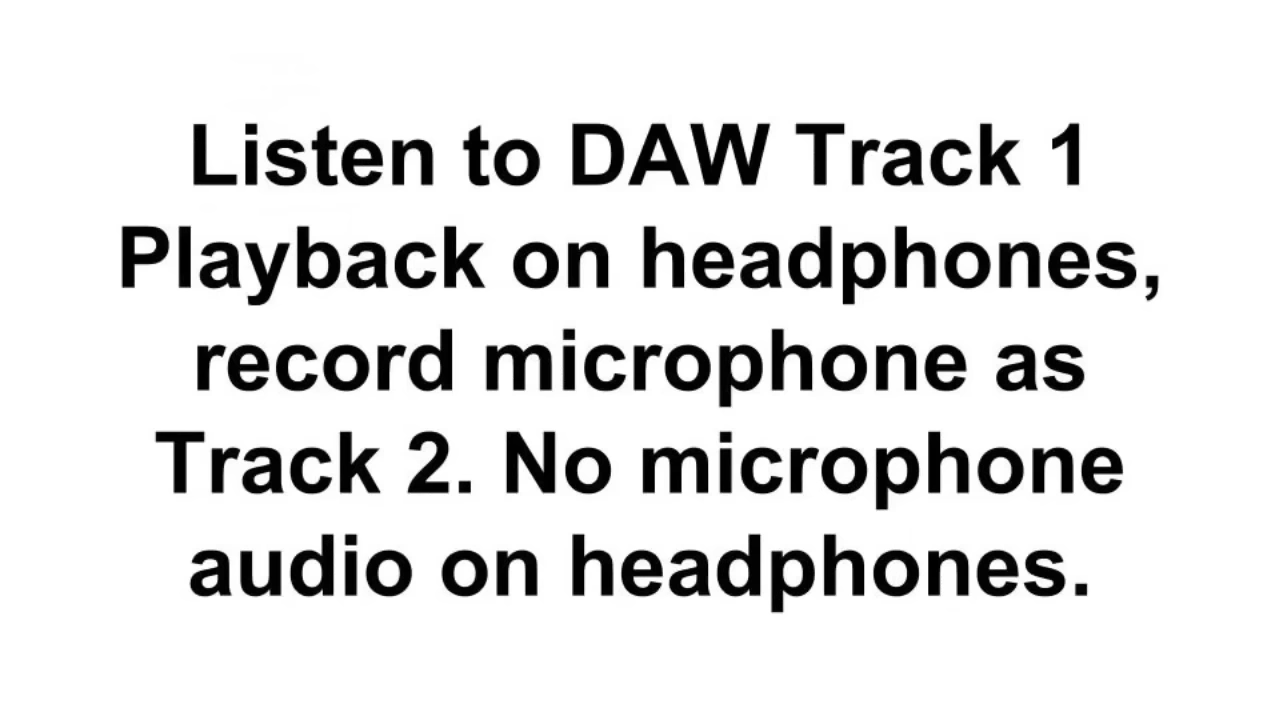 Listen to DAW Track 1
Playback on headphones,
record microphone as
Track 2. No microphone
audio on headphones.